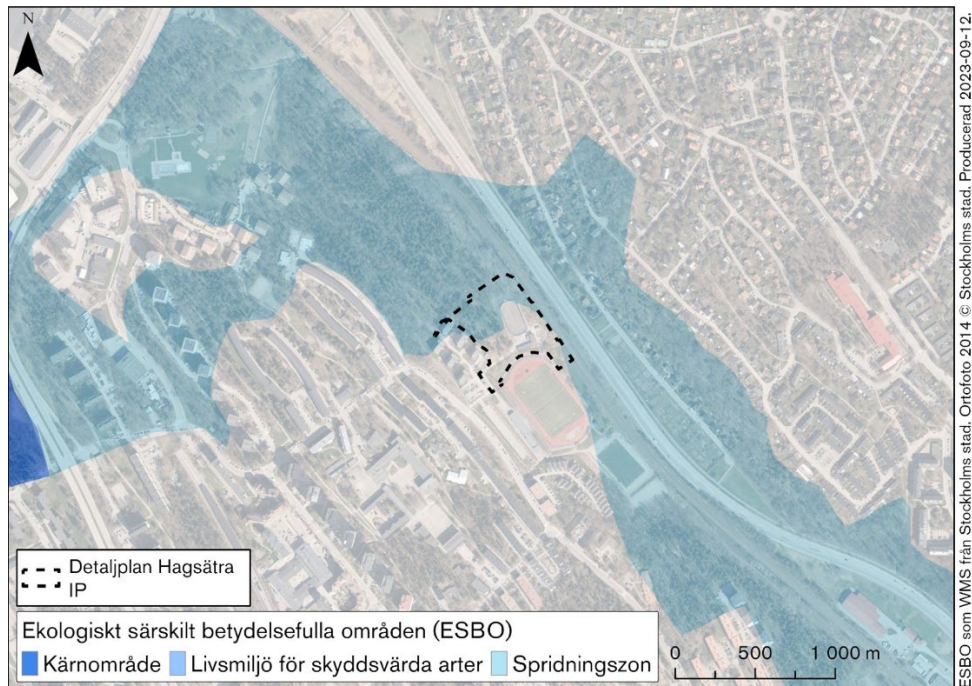 N
Detaljplan Hagsätra
IP
Ekologiskt särskilt betydelsefulla områden (ESBO)
Kärnområde Livsmiljö för skyddsvärda arter Spridningszon
0 500 1 000 m
ESBO som WMS från Stockholms stad. Ortofoto 2014 © Stockholms stad. Producerad 2023-09-12.